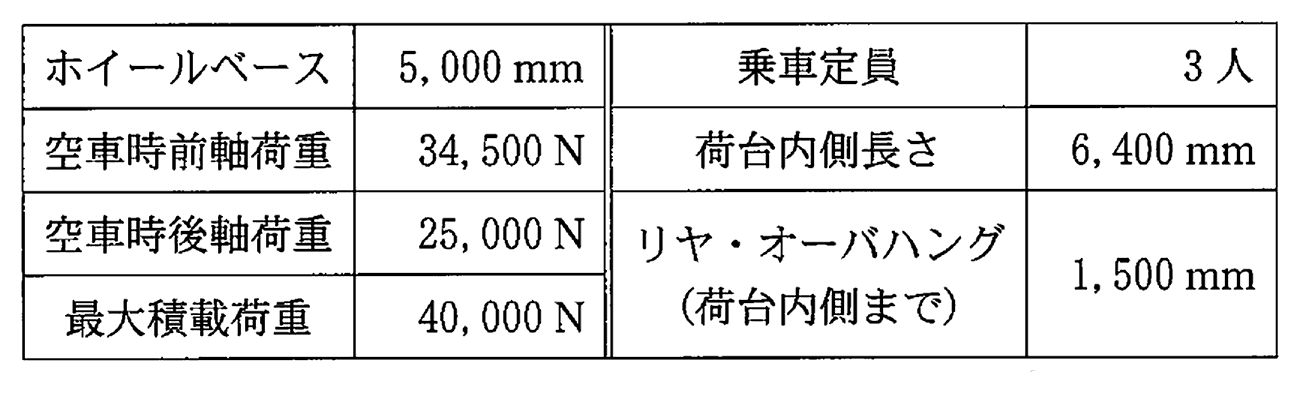 ホイールベース 5,000 mm 乗車定員 3 人
空車時前軸荷重 34,500 N 荷台内側長さ 6,400 mm
空車時後軸荷重 25,000 N リヤ・オーバハング
(荷台内側まで) 1,500 mm
最大積載荷重 40,000 N